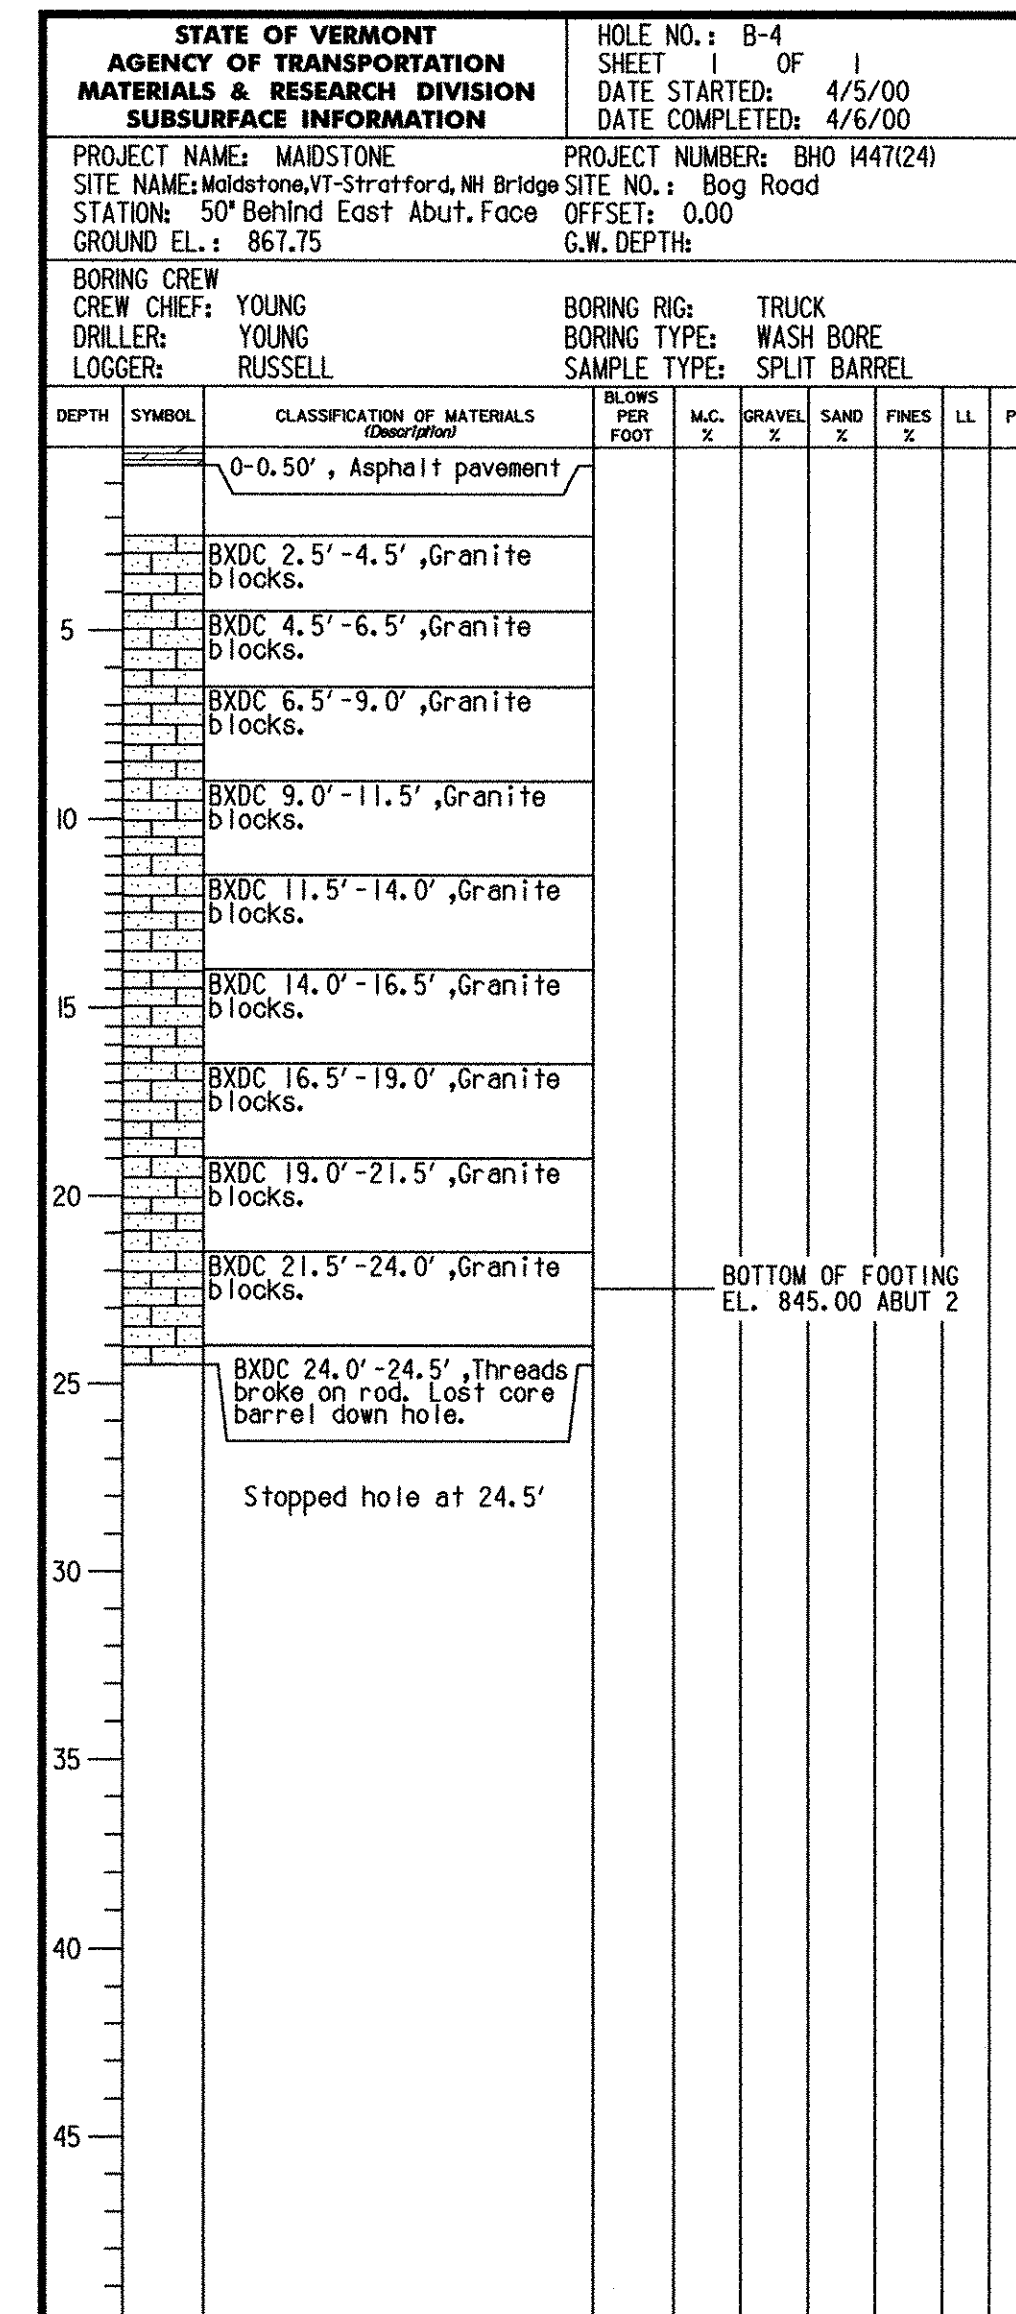 STATE OF VERMONT
AGENCY OF TRANSPORTATION
MATERIALS & RESEARCH DIVISION
SUBSURFACE INFORMATION
HOLE NO.: B-4
SHEET 1 OF 1
DATE STARTED: 4/5/00
DATE COMPLETED: 4/6/00
PROJECT NAME: MAIDSTONE PROJECT NUMBER: BHO 1447(24)
SITE NAME: Maidstone,VT-Stratford, NH Bridge SITE NO.: Bog Road
STATION: 50" Behind East Abut. Face OFFSET: 0.00
GROUND EL.: 867.75 G.W. DEPTH:
BORING CREW
CREW CHIEF: YOUNG BORING RIG: TRUCK
DRILLER: YOUNG BORING TYPE: WASH BORE
LOGGER: RUSSELL SAMPLE TYPE: SPLIT BARREL
DEPTH SYMBOL CLASSIFICATION OF MATERIALS (Description) BLOWS PER FOOT M.C. % GRAVEL % SAND % FINES % LL P
0-0.50' , Asphalt pavement
BXDC 2.5'-4.5' ,Granite
blocks.
5 BXDC 4.5'-6.5' ,Granite
blocks.
BXDC 6.5'-9.0' ,Granite
blocks.
BXDC 9.0'-11.5' ,Granite
10 blocks.
BXDC 11.5'-14.0' ,Granite
blocks.
BXDC 14.0'-16.5' ,Granite
15 blocks.
BXDC 16.5'-19.0' ,Granite
blocks.
BXDC 19.0'-21.5' ,Granite
20 blocks.
BXDC 21.5'-24.0' ,Granite
blocks.
BOTTOM OF FOOTING
EL. 845.00 ABUT 2
BXDC 24.0'-24.5' ,Threads
25 broke on rod. Lost core
barrel down hole.
Stopped hole at 24.5'
30
35
40
45